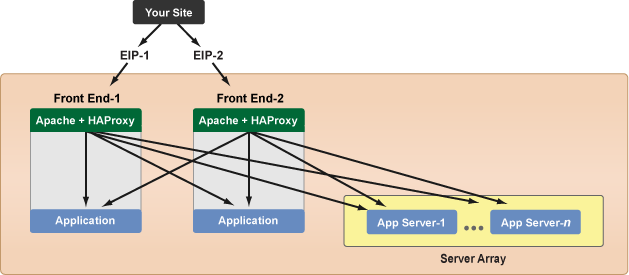 Your Site
EIP-1
EIP-2
Front End-1
Front End-2
Apache + HAProxy
Apache + HAProxy
Application
Application
App Server-1
...
App Server-n
Server Array